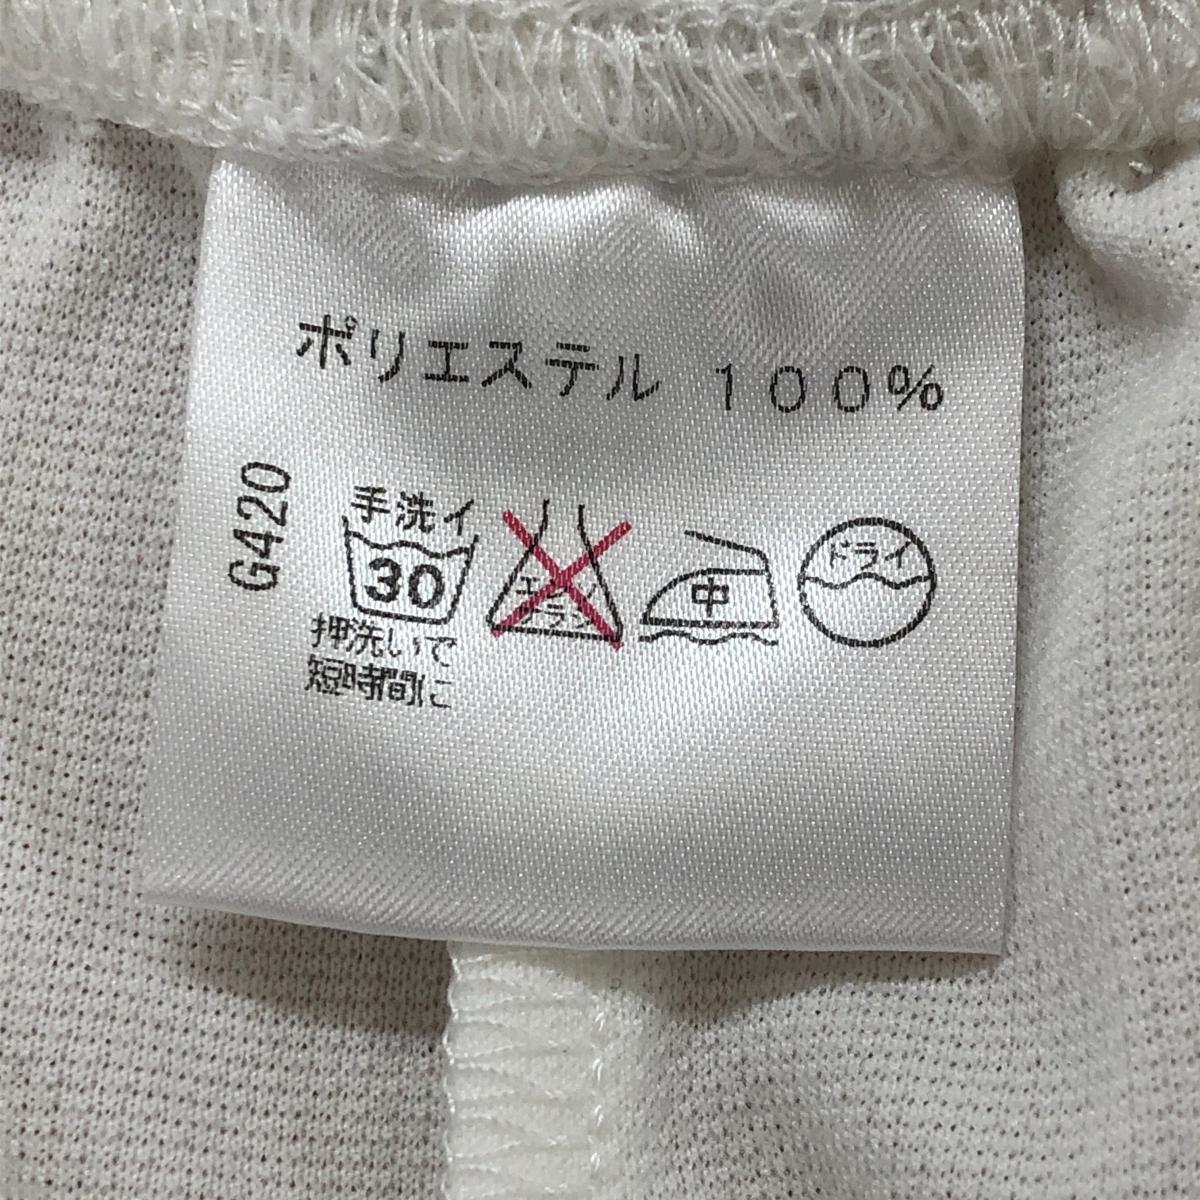 ポリエステル 100%
G420
手洗イ
30
中
ドライ
押洗いで
短時間に